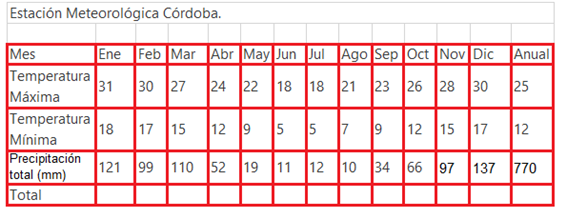 Estación Meteorológica Córdoba.
Mes Ene Feb Mar Abr May Jun Jul Ago Sep Oct Nov Dic Anual
Temperatura
Máxima 31 30 27 24 22 18 18 21 23 26 28 30 25
Temperatura
Mínima 18 17 15 12 9 5 5 7 9 12 15 17 12
Precipitación
total (mm) 121 99 110 52 19 11 12 10 34 66 97 137 770
Total